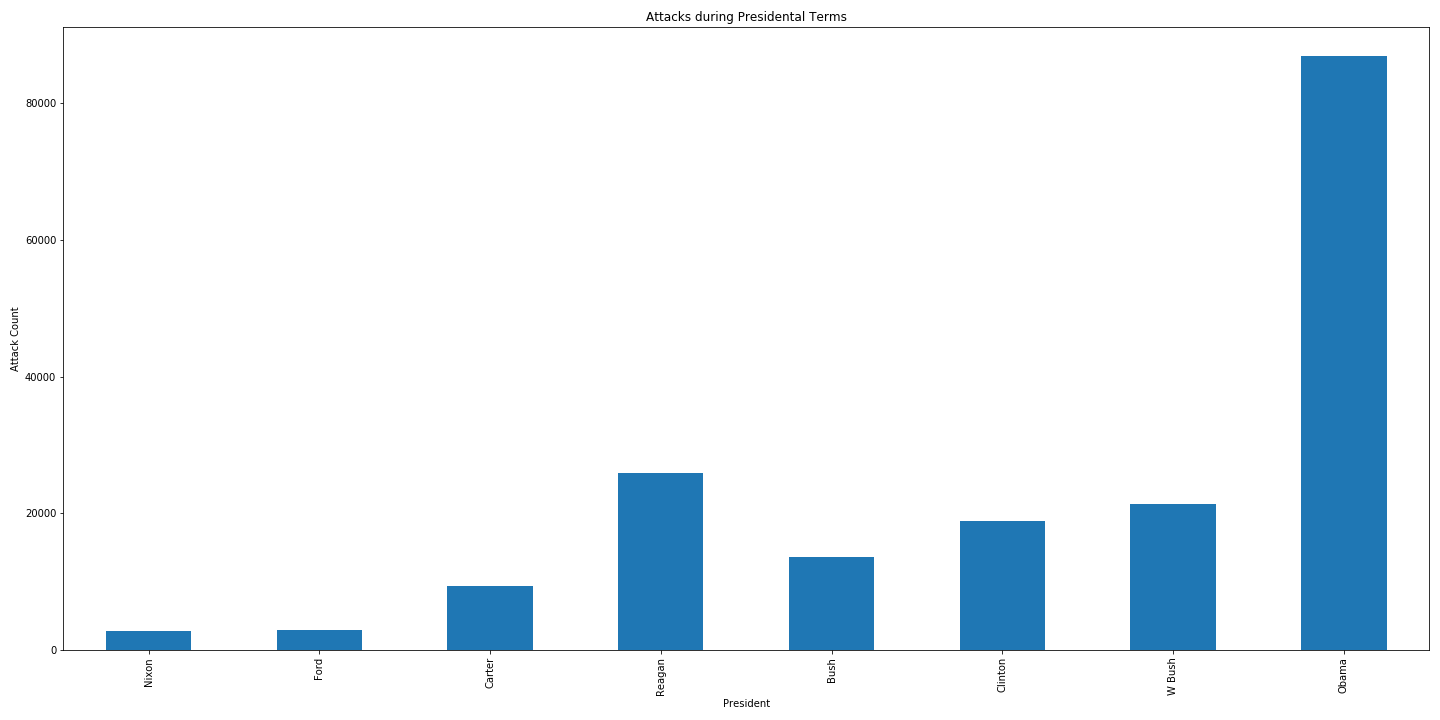 Attacks during Presidental Terms
Attack Count
80000
60000
40000
20000
0
Nixon
Ford
Carter
Reagan
Bush
Clinton
W Bush
Obama
President